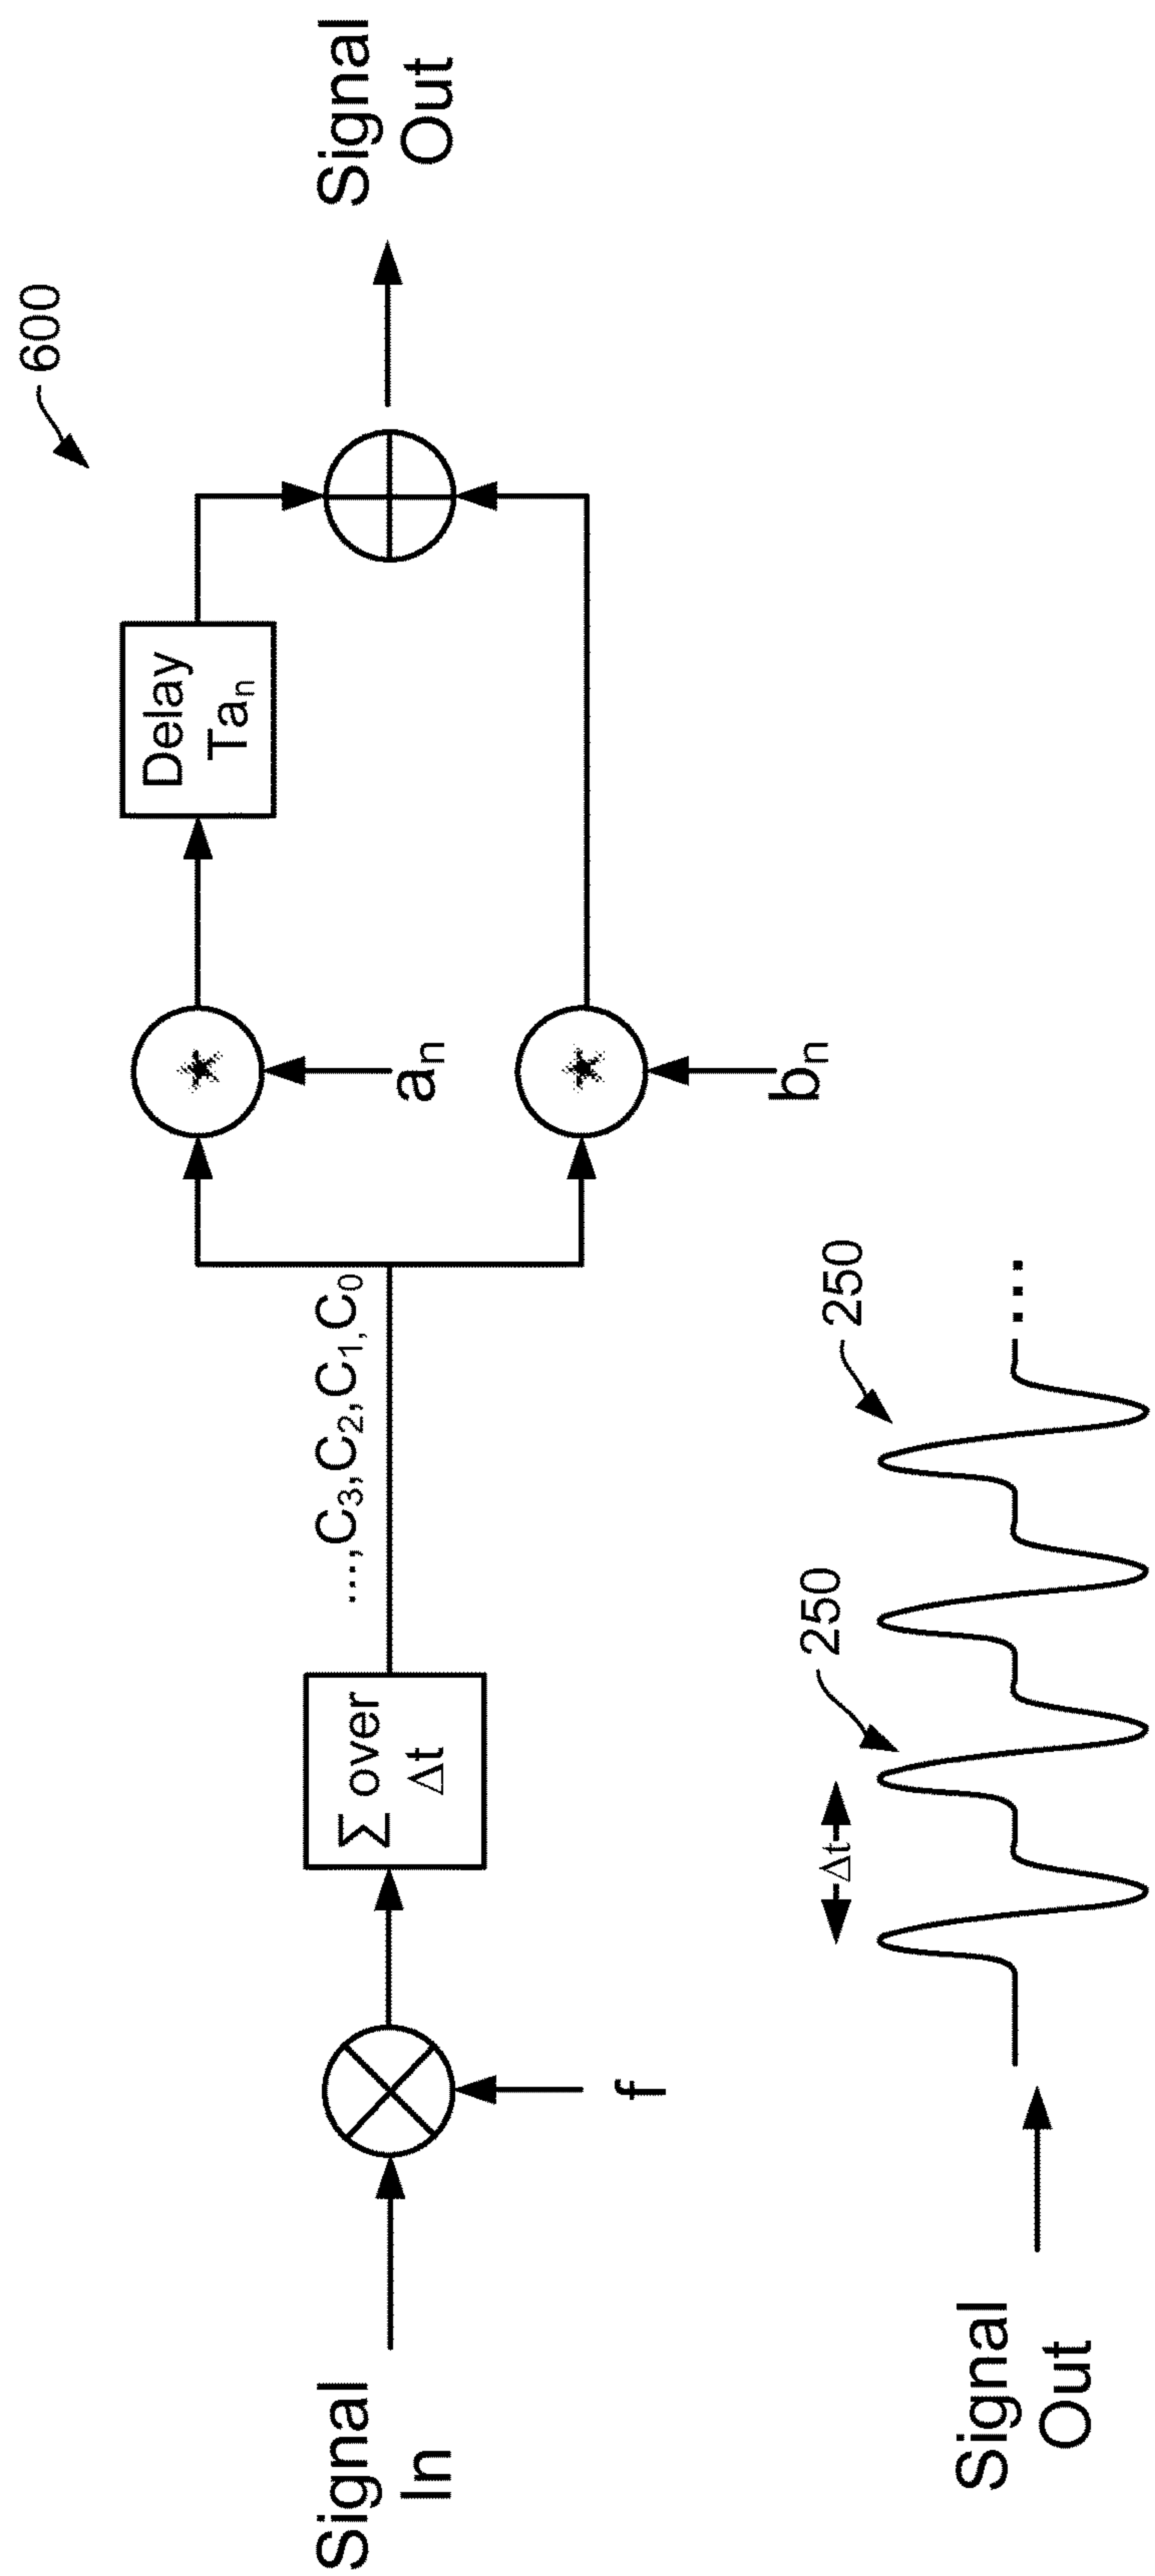 600
Signal
In
f
Σ over
Δt
...,C₃,C₂,C₁,C₀
*
aₙ
Delay
Taₙ
*
bₙ
Signal
Out
Signal
Out
Δt
250
250
...